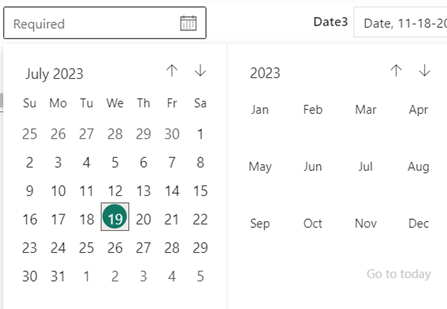 Required
Date3
Date, 11-18-20
July 2023
2023
Su Mo Tu We Th Fr Sa
25 26 27 28 29 30 1
2 3 4 5 6 7 8
9 10 11 12 13 14 15
16 17 18 19 20 21 22
23 24 25 26 27 28 29
30 31 1 2 3 4 5
Jan Feb Mar Apr
May Jun Jul Aug
Sep Oct Nov Dec
Go to today